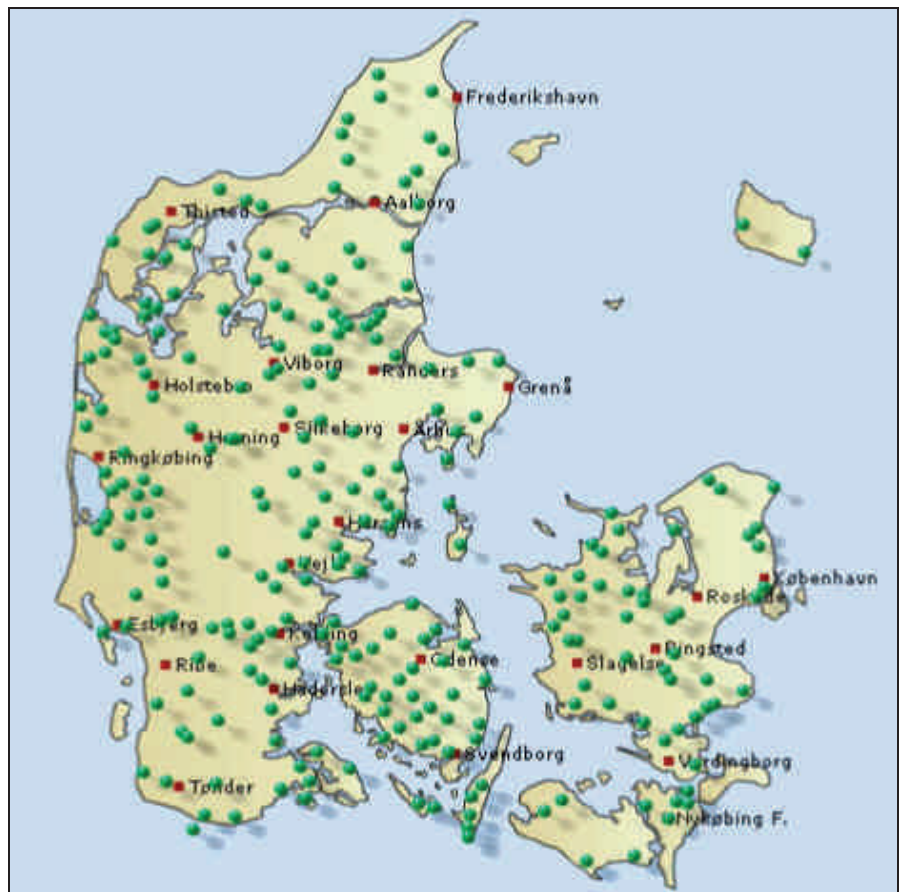 Frederikshavn
Thisted
Aalborg
Viborg
Randers
Holstebro
Grenå
Silkeborg
Århus
Herning
Ringkøbing
Horsens
Vejle
København
Roskilde
Esbjerg
Kolding
Ringsted
Odense
Slagelse
Ribe
Haderslev
Svendborg
Vordingborg
Tønder
Nykøbing F.